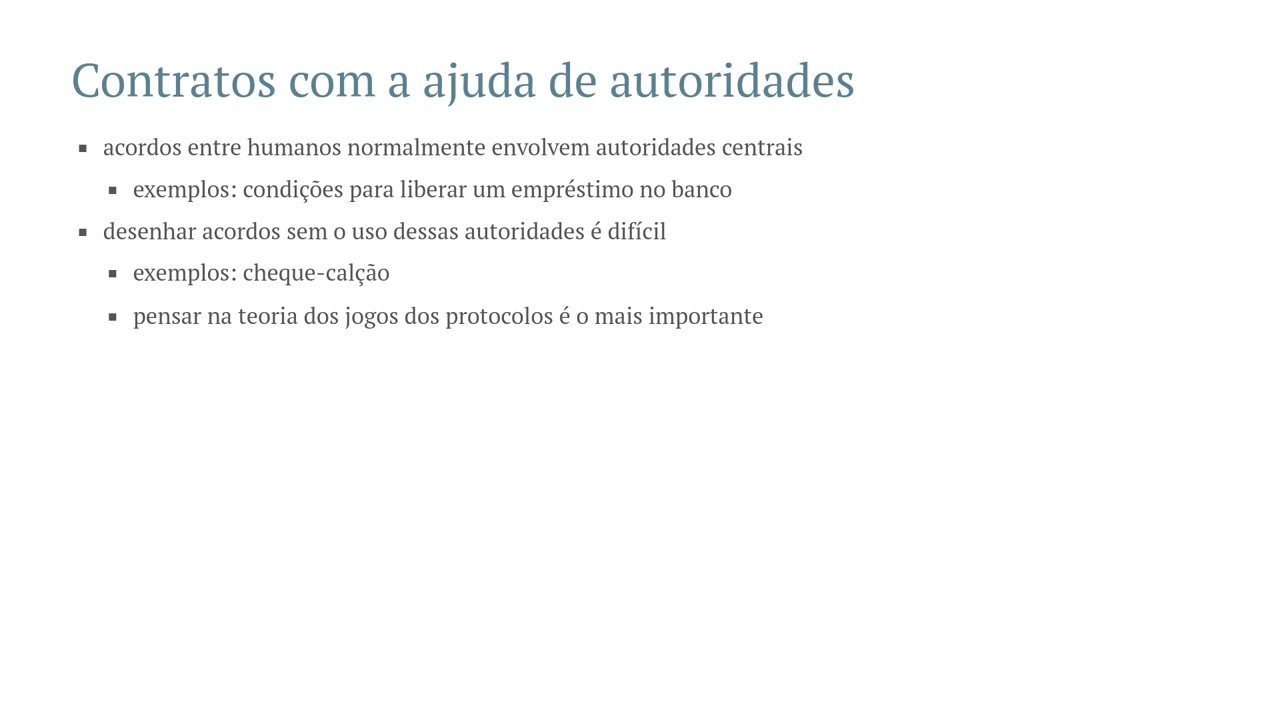 Contratos com a ajuda de autoridades
▪ acordos entre humanos normalmente envolvem autoridades centrais
▪ exemplos: condições para liberar um empréstimo no banco
▪ desenhar acordos sem o uso dessas autoridades é difícil
▪ exemplos: cheque-calção
▪ pensar na teoria dos jogos dos protocolos é o mais importante